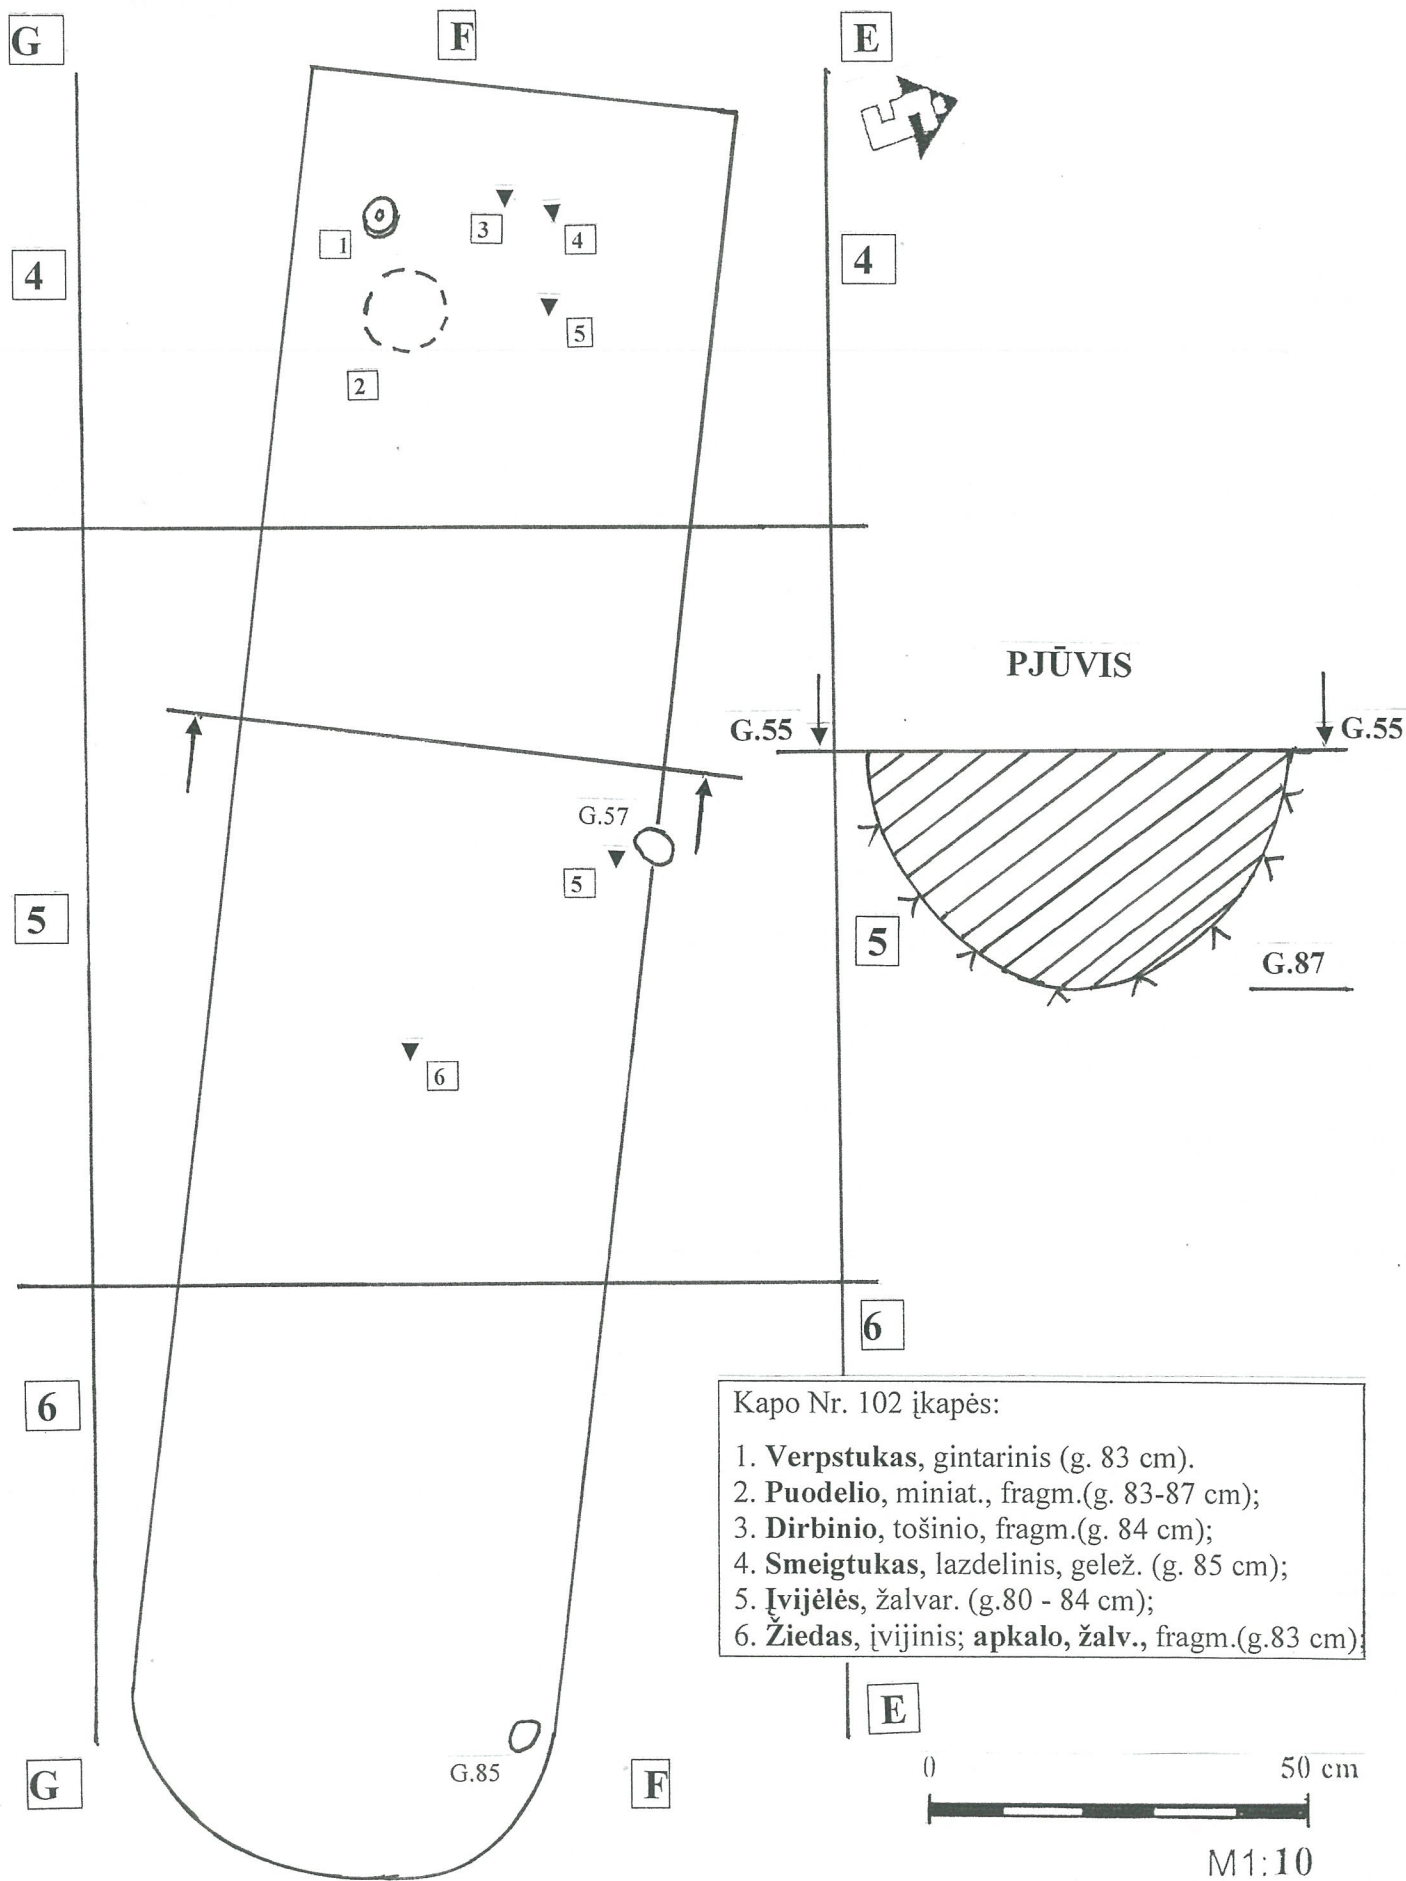 G
F
E
1
3
4
4
4
5
2
PJŪVIS
G.55
G.55
G.57
5
5
5
G.87
6
6
6
Kapo Nr. 102 įkapės:
1. Verpstukas, gintarinis (g. 83 cm).
2. Puodelio, miniat., fragm.(g. 83-87 cm);
3. Dirbinio, tošinio, fragm.(g. 84 cm);
4. Smeigtukas, lazdelinis, gelež. (g. 85 cm);
5. Įvijėlės, žalvar. (g.80 - 84 cm);
6. Žiedas, įvijinis; apkalo, žalv., fragm.(g.83 cm);
E
G
G.85
F
0
50 cm
M1:10